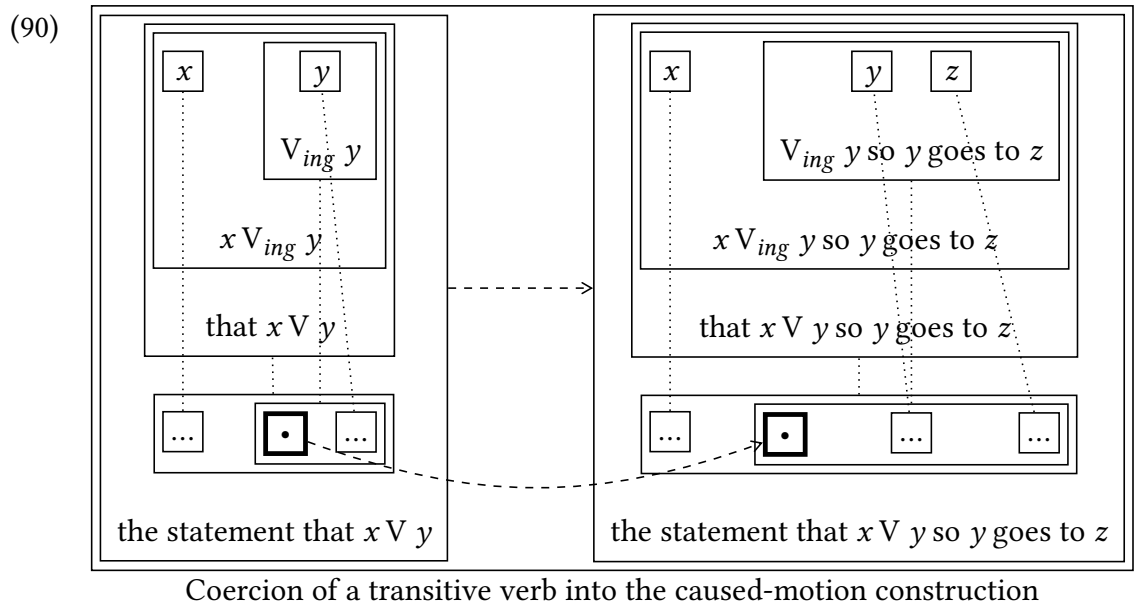 (90)
x y x y z
V_ing y V_ing y so y goes to z
x V_ing y x V_ing y so y goes to z
that x V y that x V y so y goes to z
... • ... ... • ... ...
the statement that x V y the statement that x V y so y goes to z
Coercion of a transitive verb into the caused-motion construction